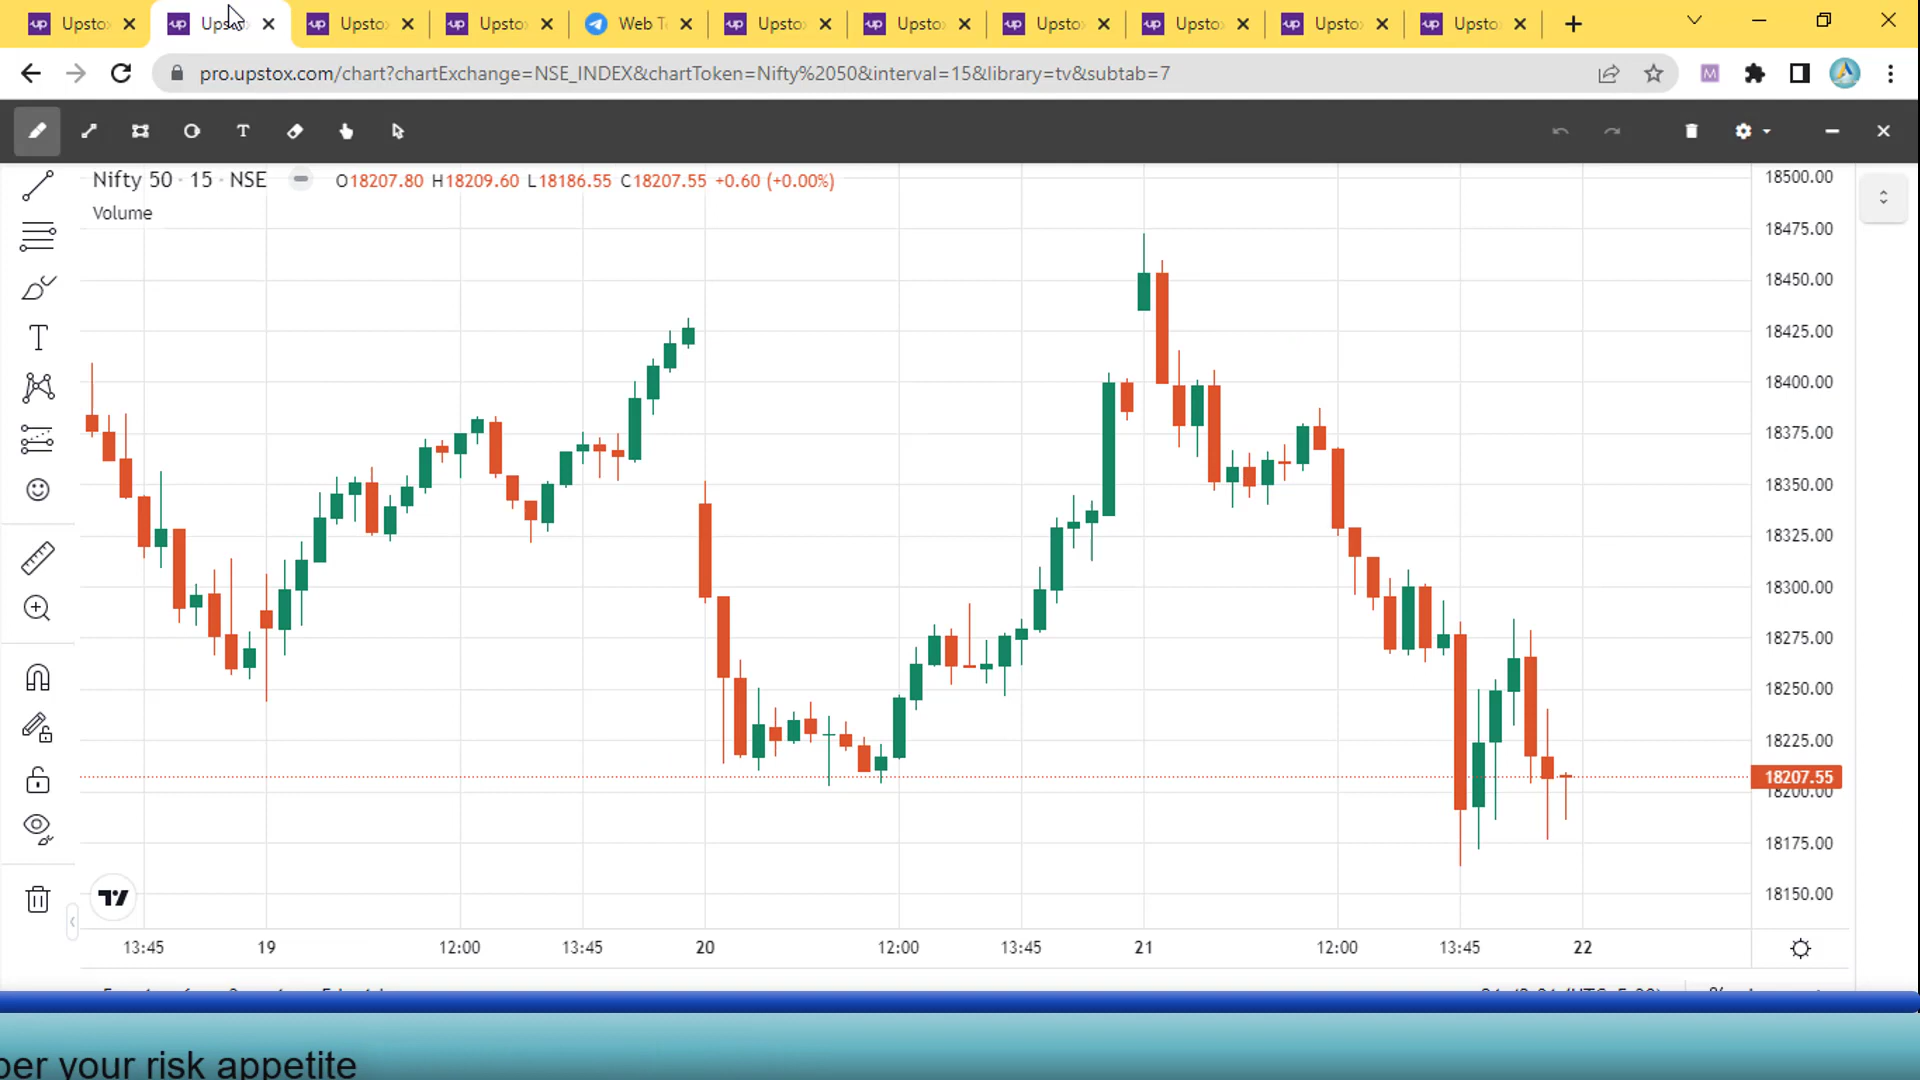 Upsto
Upsto
Upsto
Upsto
Web T
Upsto
Upsto
Upsto
Upsto
Upsto
Upsto
pro.upstox.com/chart?chartExchange=NSE_INDEX&chartToken=Nifty%2050&interval=15&library=tv&subtab=7
Nifty 50 · 15 · NSE O18207.80 H18209.60 L18186.55 C18207.55 +0.60 (+0.00%)
Volume
18500.00
18475.00
18450.00
18425.00
18400.00
18375.00
18350.00
18325.00
18300.00
18275.00
18250.00
18225.00
18207.55
18200.00
18175.00
18150.00
13:45 19 12:00 13:45 20 12:00 13:45 21 12:00 13:45 22
per your risk appetite